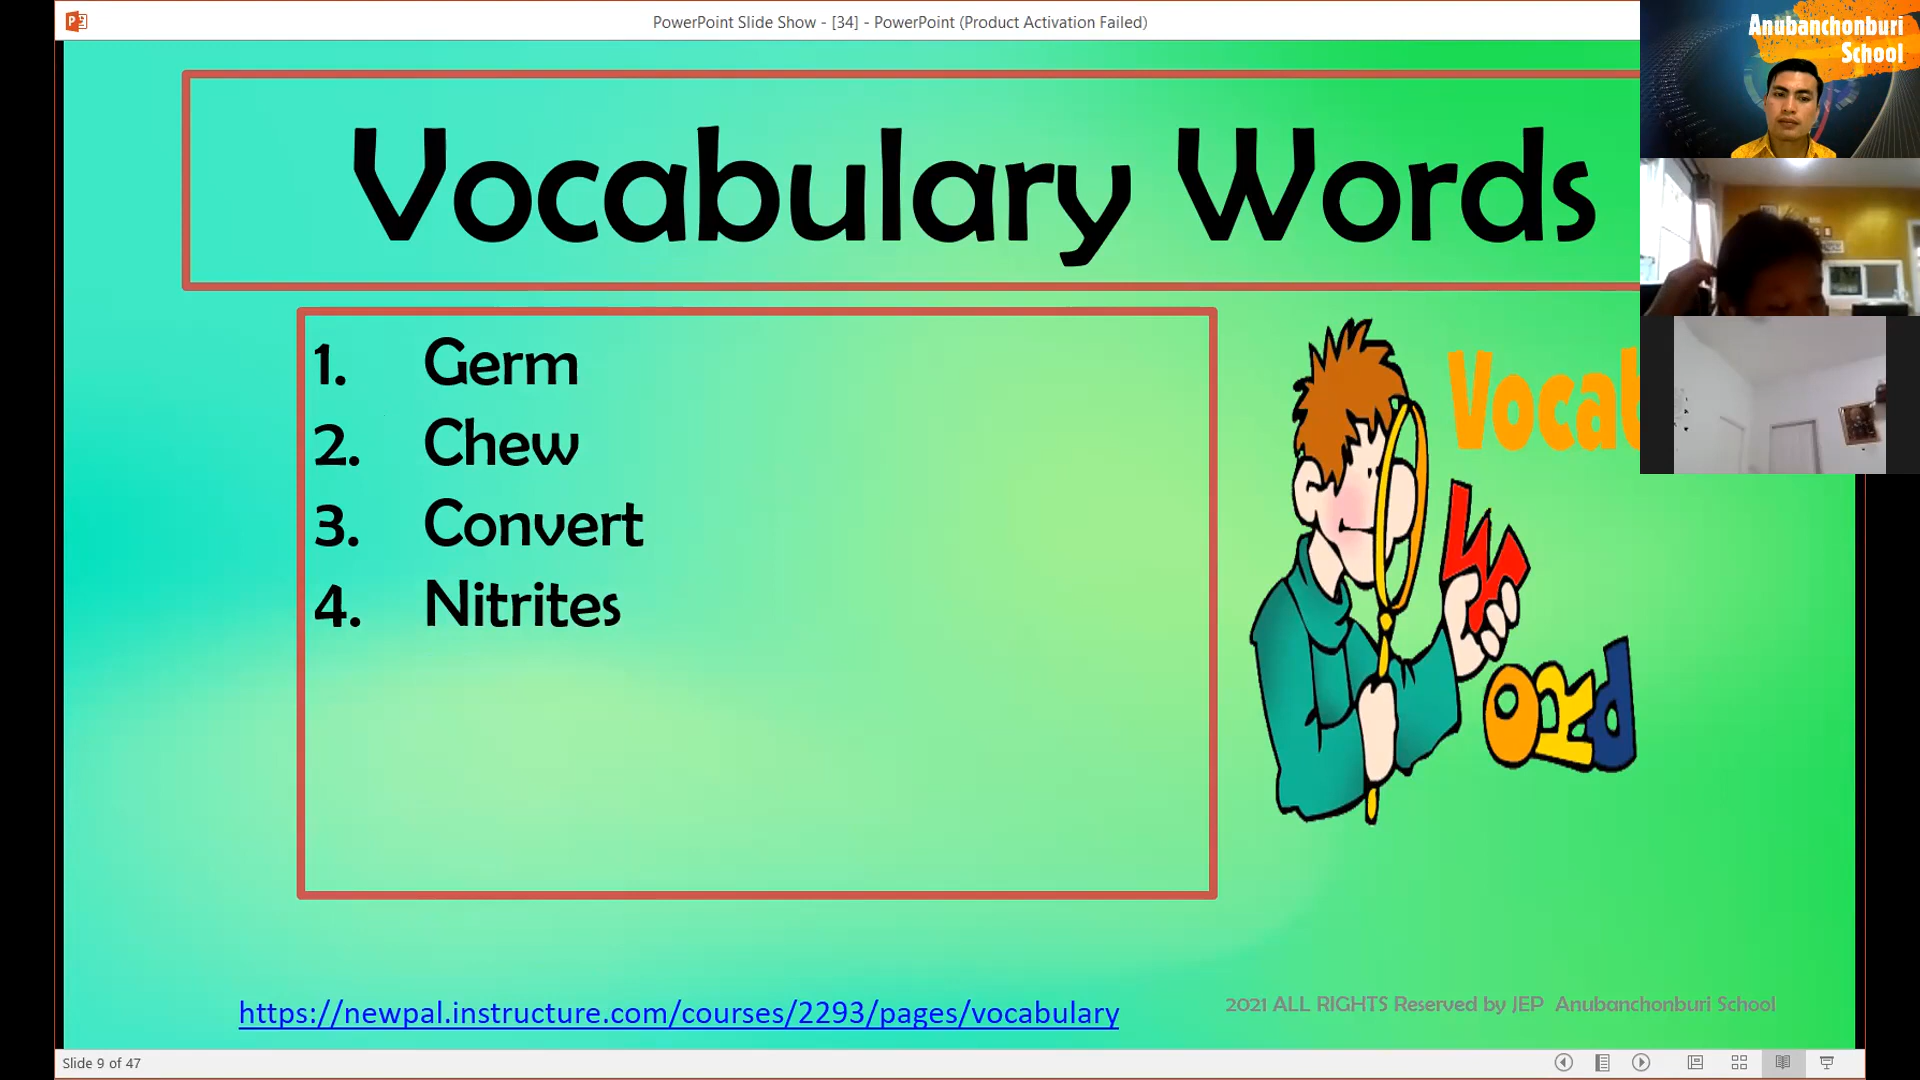 PowerPoint Slide Show - [34] - PowerPoint (Product Activation Failed)
Anubanchonburi
School
Vocabulary Words
1. Germ
2. Chew
3. Convert
4. Nitrites
Vocab
W
ORd
https://newpal.instructure.com/courses/2293/pages/vocabulary
2021 ALL RIGHTS Reserved by JEP Anubanchonburi School
Slide 9 of 47